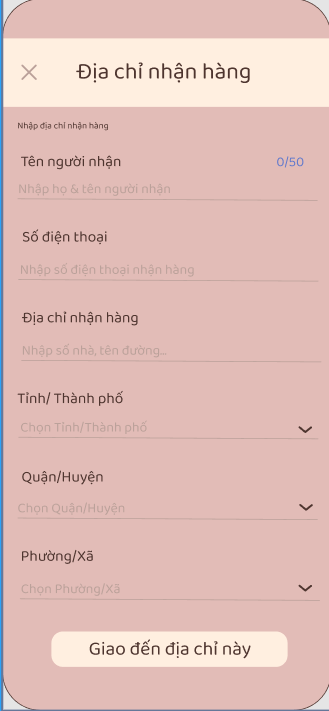 Địa chỉ nhận hàng
Nhập địa chỉ nhận hàng
Tên người nhận 0/50
Nhập họ & tên người nhận
Số điện thoại
Nhập số điện thoại nhận hàng
Địa chỉ nhận hàng
Nhập số nhà, tên đường...
Tỉnh/ Thành phố
Chọn Tỉnh/Thành phố
Quận/Huyện
Chọn Quận/Huyện
Phường/Xã
Chọn Phường/Xã
Giao đến địa chỉ này